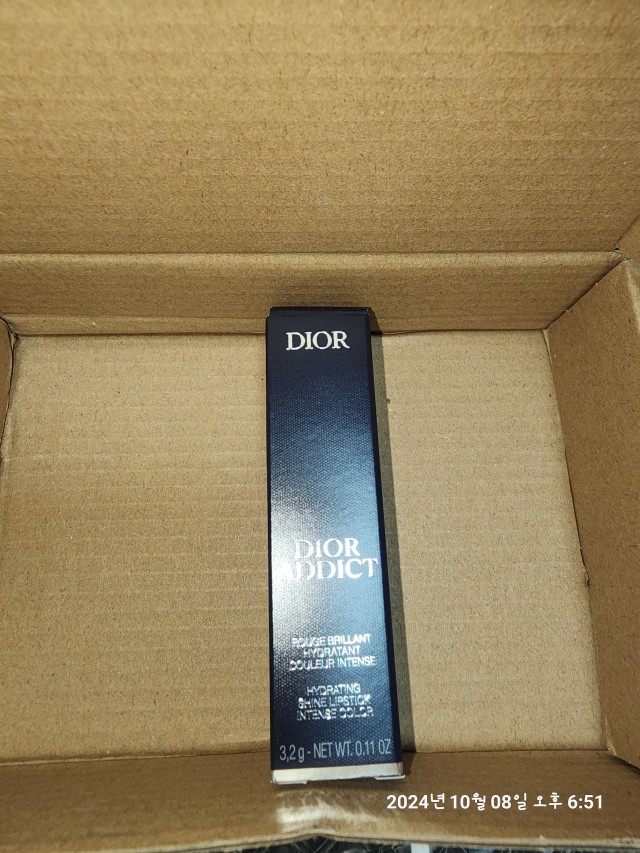 DIOR
DIOR
ADDICT
ROUGE BRILLANT
HYDRATANT
COULEUR INTENSE
HYDRATING
SHINE LIPSTICK
INTENSE COLOR
3,2 g - NET WT. 0.11 OZ
2024년 10월 08일 오후 6:51